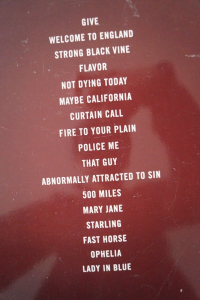 GIVE
WELCOME TO ENGLAND
STRONG BLACK VINE
FLAVOR
NOT DYING TODAY
MAYBE CALIFORNIA
CURTAIN CALL
FIRE TO YOUR PLAIN
POLICE ME
THAT GUY
ABNORMALLY ATTRACTED TO SIN
500 MILES
MARY JANE
STARLING
FAST HORSE
OPHELIA
LADY IN BLUE